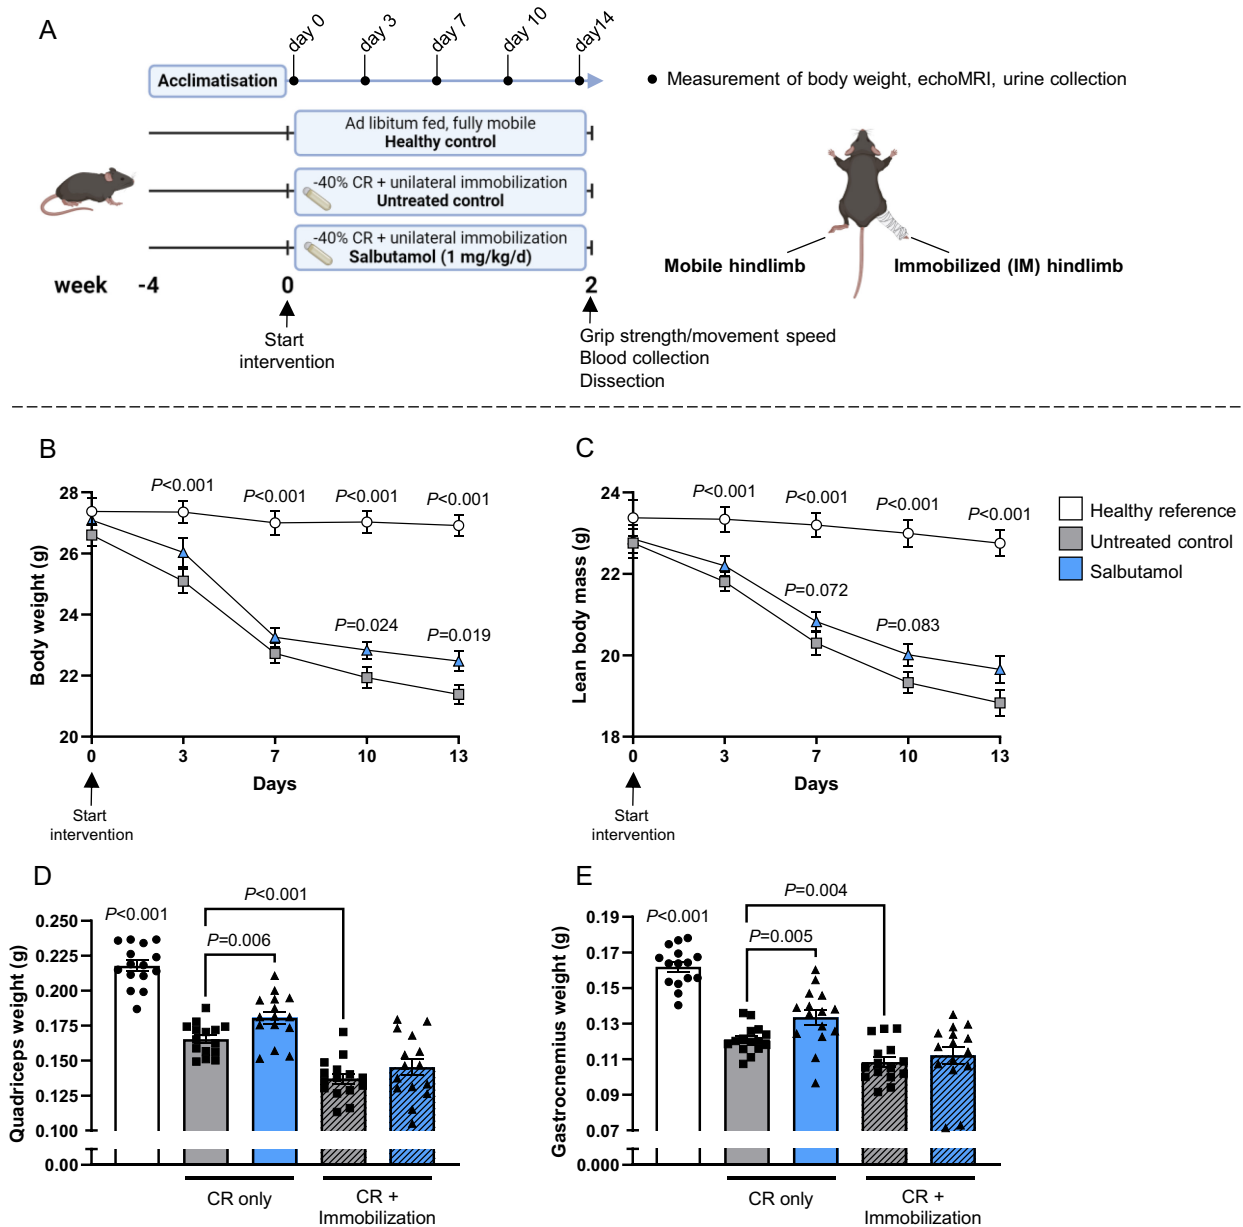 A
day 0
day 3
day 7
day 10
day14
Acclimatisation
Measurement of body weight, echoMRI, urine collection
Ad libitum fed, fully mobile
Healthy control
-40% CR + unilateral immobilization
Untreated control
-40% CR + unilateral immobilization
Salbutamol (1 mg/kg/d)
Mobile hindlimb
Immobilized (IM) hindlimb
week
-4
0
2
Start
intervention
Grip strength/movement speed
Blood collection
Dissection
B
Body weight (g)
28
26
24
22
20
P<0.001
P<0.001
P<0.001
P<0.001
P=0.024
P=0.019
0
3
7
10
13
Days
Start
intervention
C
Lean body mass (g)
24
22
20
18
P<0.001
P<0.001
P<0.001
P<0.001
P=0.072
P=0.083
0
3
7
10
13
Days
Start
intervention
Healthy reference
Untreated control
Salbutamol
D
Quadriceps weight (g)
0.250
0.225
0.200
0.175
0.150
0.125
0.100
0.00
P<0.001
P<0.001
P=0.006
CR only
CR +
Immobilization
E
Gastrocnemius weight (g)
0.19
0.17
0.15
0.13
0.11
0.09
0.07
0.000
P<0.001
P=0.004
P=0.005
CR only
CR +
Immobilization